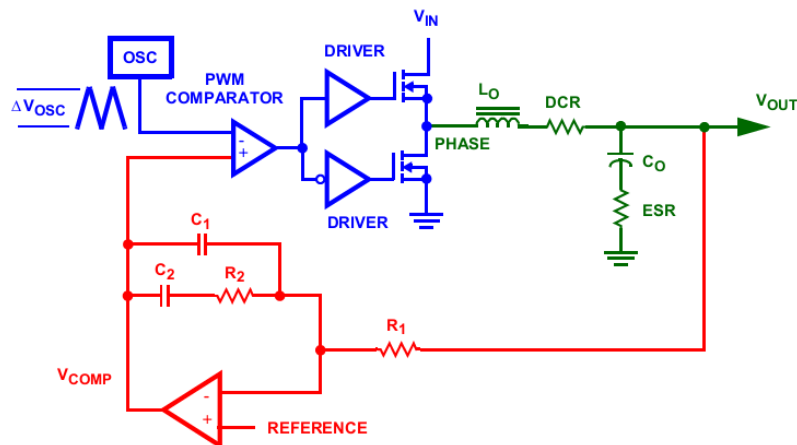 V_IN
OSC
DRIVER
PWM
COMPARATOR
ΔV_OSC
L_O
DCR
V_OUT
-
+
PHASE
C_O
ESR
DRIVER
C_1
C_2
R_2
R_1
V_COMP
-
+
REFERENCE